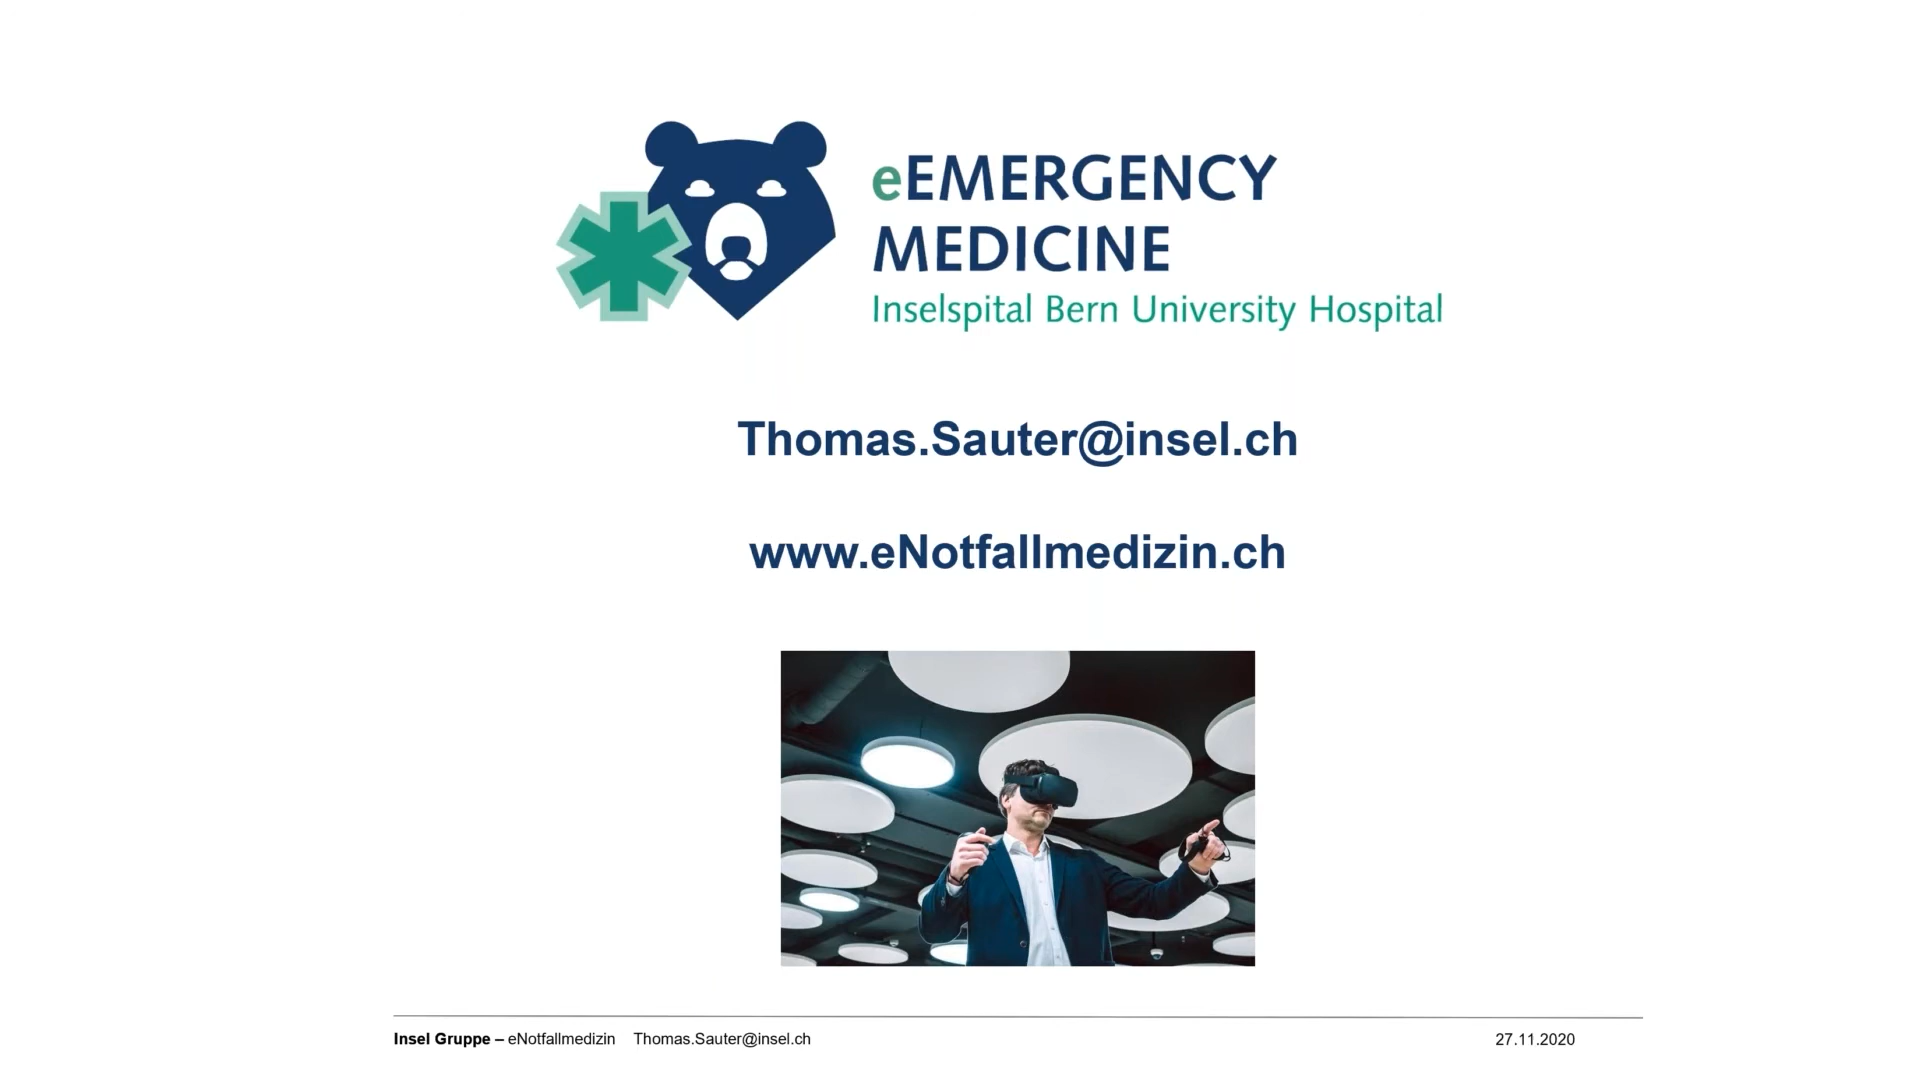 eEMERGENCY
MEDICINE
Inselspital Bern University Hospital
Thomas.Sauter@insel.ch
www.eNotfallmedizin.ch
Insel Gruppe – eNotfallmedizin Thomas.Sauter@insel.ch 27.11.2020